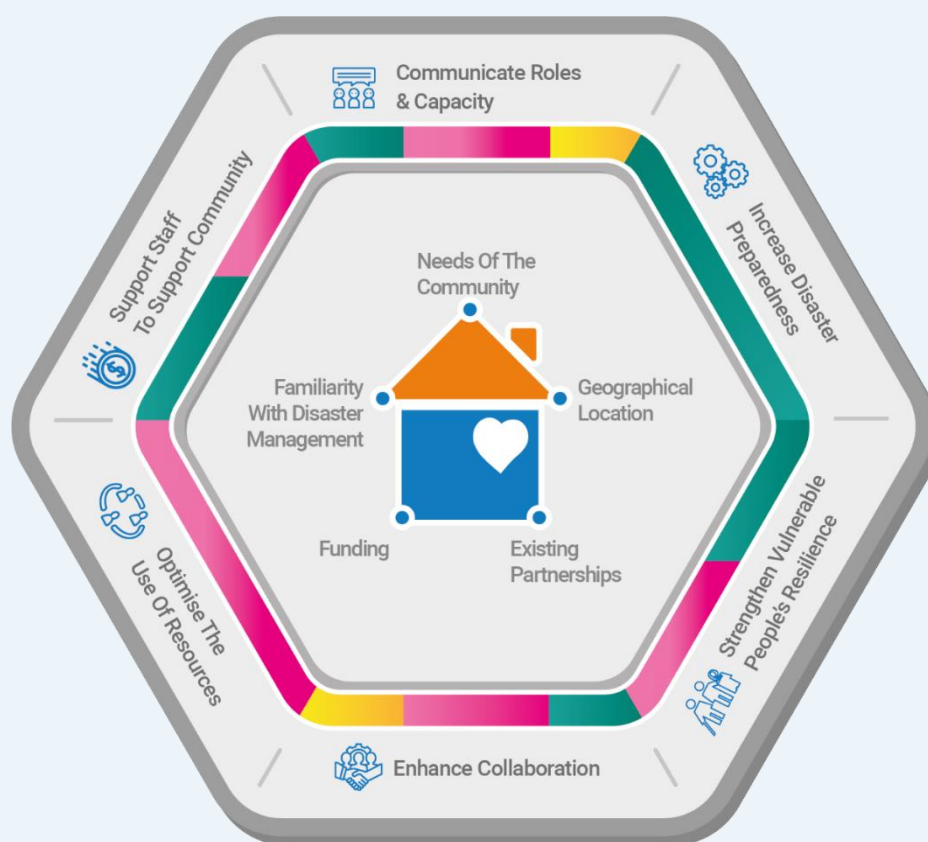 Communicate Roles
& Capacity
Increase Disaster
Preparedness
Strengthen Vulnerable
People's Resilience
Enhance Collaboration
Optimise The
Use Of Resources
Support Staff
To Support Community
Needs Of The
Community
Geographical
Location
Existing
Partnerships
Funding
Familiarity
With Disaster
Management
$